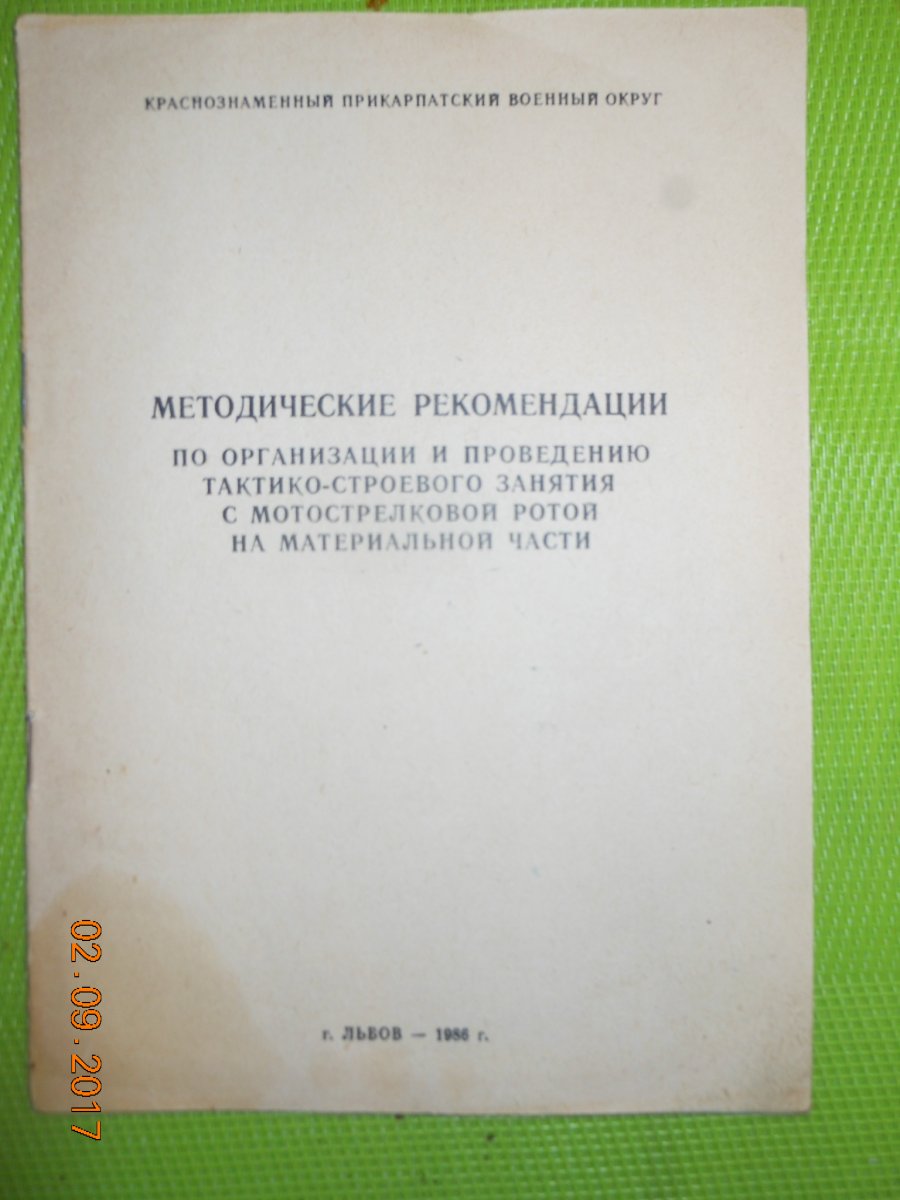 КРАСНОЗНАМЕННЫЙ ПРИКАРПАТСКИЙ ВОЕННЫЙ ОКРУГ
МЕТОДИЧЕСКИЕ РЕКОМЕНДАЦИИ
ПО ОРГАНИЗАЦИИ И ПРОВЕДЕНИЮ
ТАКТИКО-СТРОЕВОГО ЗАНЯТИЯ
С МОТОСТРЕЛКОВОЙ РОТОЙ
НА МАТЕРИАЛЬНОЙ ЧАСТИ
г. ЛЬВОВ — 1986 г.
02.09.2017